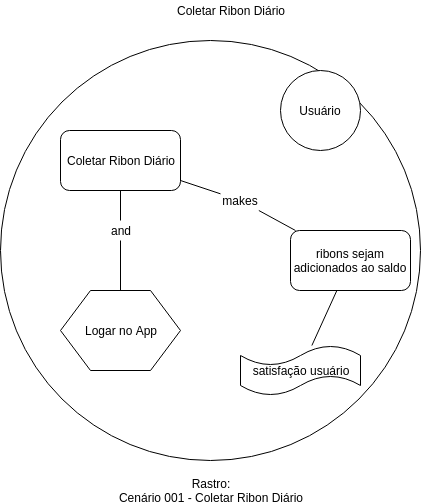 Coletar Ribon Diário
Usuário
Coletar Ribon Diário
makes
and
ribons sejam
adicionados ao saldo
Logar no App
satisfação usuário
Rastro:
Cenário 001 - Coletar Ribon Diário